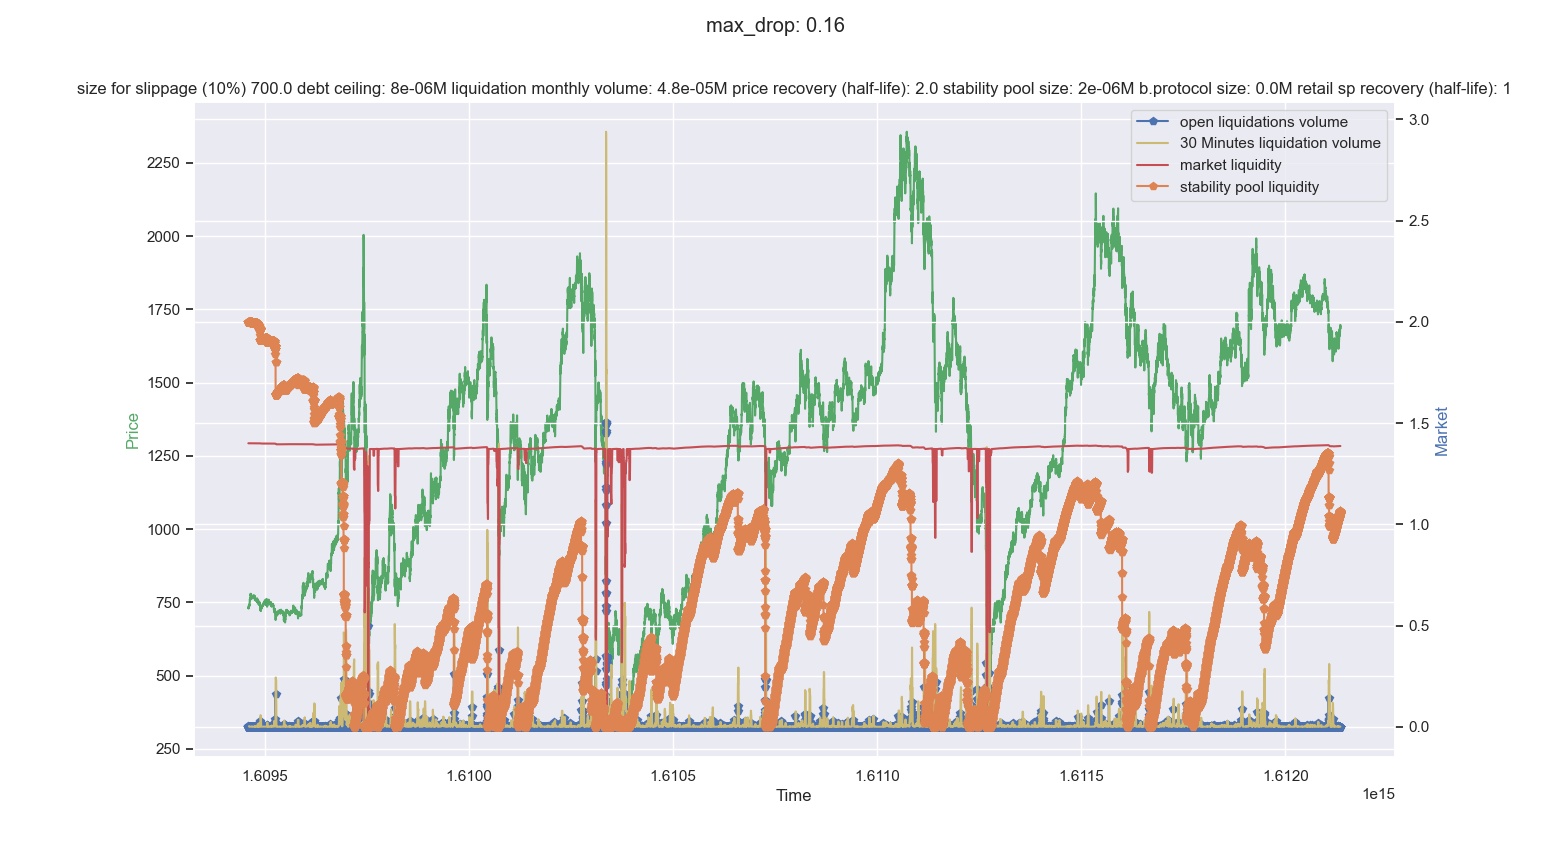 max_drop: 0.16
size for slippage (10%) 700.0 debt ceiling: 8e-06M liquidation monthly volume: 4.8e-05M price recovery (half-life): 2.0 stability pool size: 2e-06M b.protocol size: 0.0M retail sp recovery (half-life): 1
open liquidations volume
30 Minutes liquidation volume
market liquidity
stability pool liquidity
2250
2000
1750
1500
1250
1000
750
500
250
Price
3.0
2.5
2.0
1.5
1.0
0.5
0.0
Market
1.6095
1.6100
1.6105
1.6110
1.6115
1.6120
1e15
Time